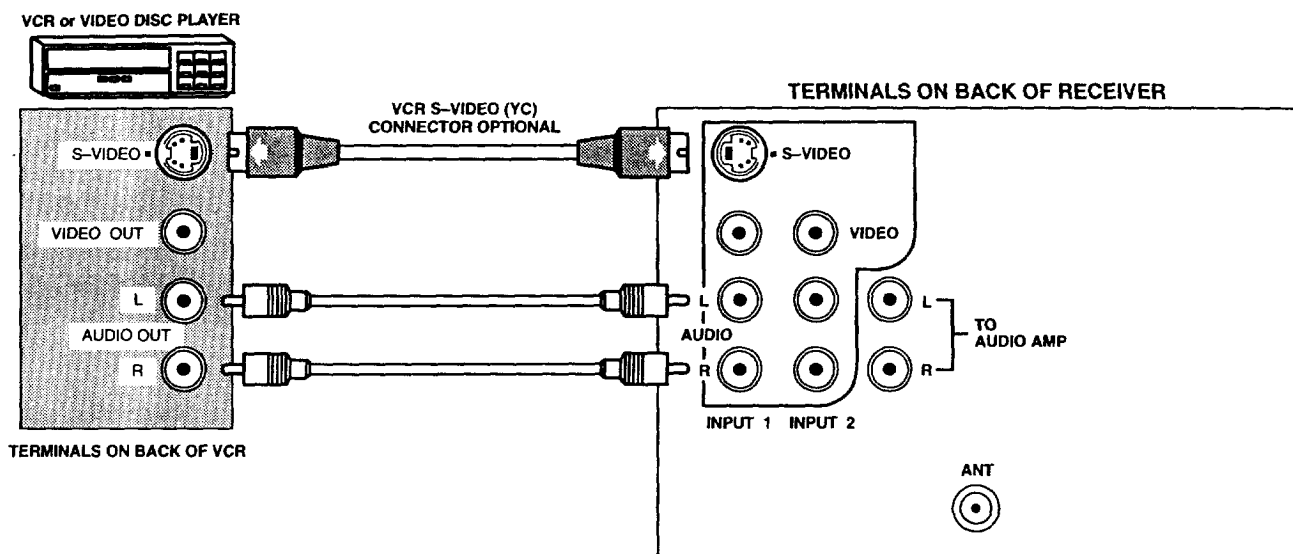 VCR or VIDEO DISC PLAYER
TERMINALS ON BACK OF RECEIVER
VCR S–VIDEO (YC)
CONNECTOR OPTIONAL
S–VIDEO
S–VIDEO
VIDEO OUT
VIDEO
L
L
L
AUDIO OUT
AUDIO
TO
AUDIO AMP
R
R
R
INPUT 1 INPUT 2
TERMINALS ON BACK OF VCR
ANT